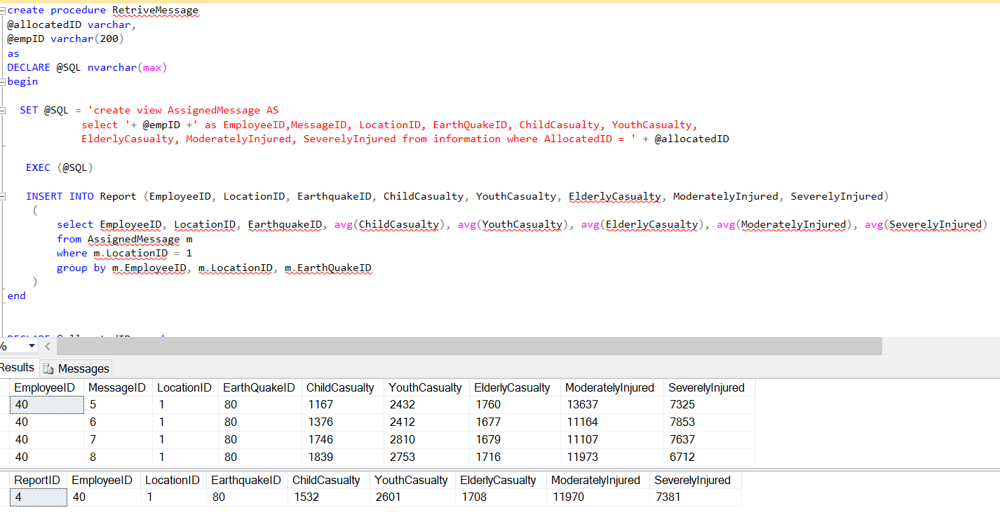 create procedure RetriveMessage
@allocatedID varchar,
@empID varchar(200)
as
DECLARE @SQL nvarchar(max)
begin
SET @SQL = 'create view AssignedMessage AS
select '+ @empID +' as EmployeeID,MessageID, LocationID, EarthQuakeID, ChildCasualty, YouthCasualty,
ElderlyCasualty, ModeratelyInjured, SeverelyInjured from information where AllocatedID = ' + @allocatedID
EXEC (@SQL)
INSERT INTO Report (EmployeeID, LocationID, EarthquakeID, ChildCasualty, YouthCasualty, ElderlyCasualty, ModeratelyInjured, SeverelyInjured)
(
select EmployeeID, LocationID, EarthquakeID, avg(ChildCasualty), avg(YouthCasualty), avg(ElderlyCasualty), avg(ModeratelyInjured), avg(SeverelyInjured)
from AssignedMessage m
where m.LocationID = 1
group by m.EmployeeID, m.LocationID, m.EarthQuakeID
)
end
%
Results Messages
EmployeeID MessageID LocationID EarthQuakeID ChildCasualty YouthCasualty ElderlyCasualty ModeratelyInjured SeverelyInjured
40 5 1 80 1167 2432 1760 13637 7325
40 6 1 80 1376 2412 1677 11164 7853
40 7 1 80 1746 2810 1679 11107 7637
40 8 1 80 1839 2753 1716 11973 6712
ReportID EmployeeID LocationID EarthquakeID ChildCasualty YouthCasualty ElderlyCasualty ModeratelyInjured SeverelyInjured
4 40 1 80 1532 2601 1708 11970 7381